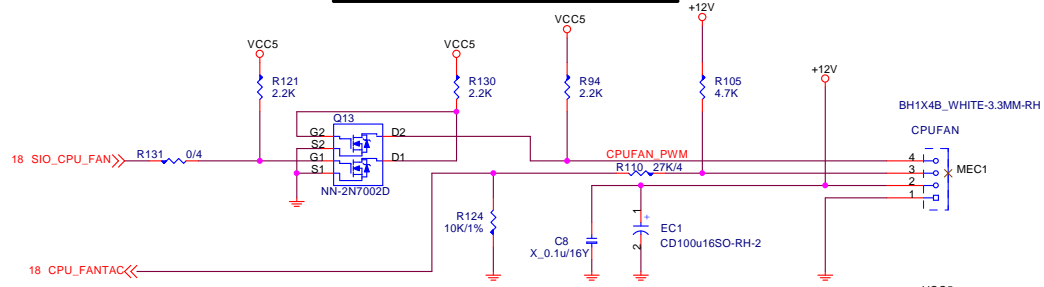 +12V
VCC5
VCC5
VCC5
+12V
R121
2.2K
R130
2.2K
R94
2.2K
R105
4.7K
BH1X4B_WHITE-3.3MM-RH
CPUFAN
Q13
G2
S2
G1
S1
D2
D1
NN-2N7002D
18 SIO_CPU_FAN
R131 0/4
CPUFAN_PWM
R110 27K/4
4
3
2
1
MEC1
R124
10K/1%
C8
X_0.1u/16Y
1
+
2
EC1
CD100u16SO-RH-2
18 CPU_FANTAC